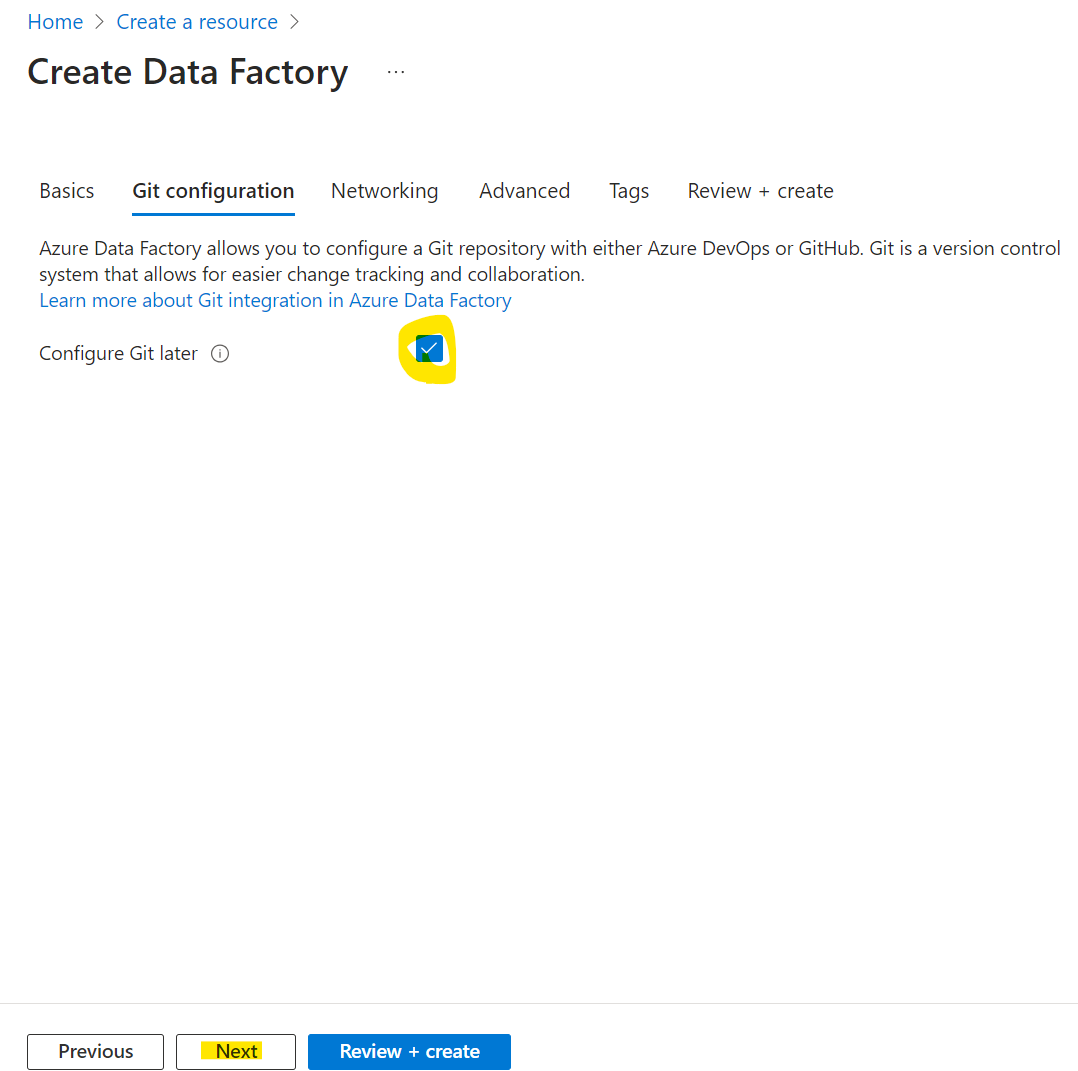 Home > Create a resource >
Create Data Factory ...
Basics Git configuration Networking Advanced Tags Review + create
Azure Data Factory allows you to configure a Git repository with either Azure DevOps or GitHub. Git is a version control
system that allows for easier change tracking and collaboration.
Learn more about Git integration in Azure Data Factory
Configure Git later
Previous Next Review + create